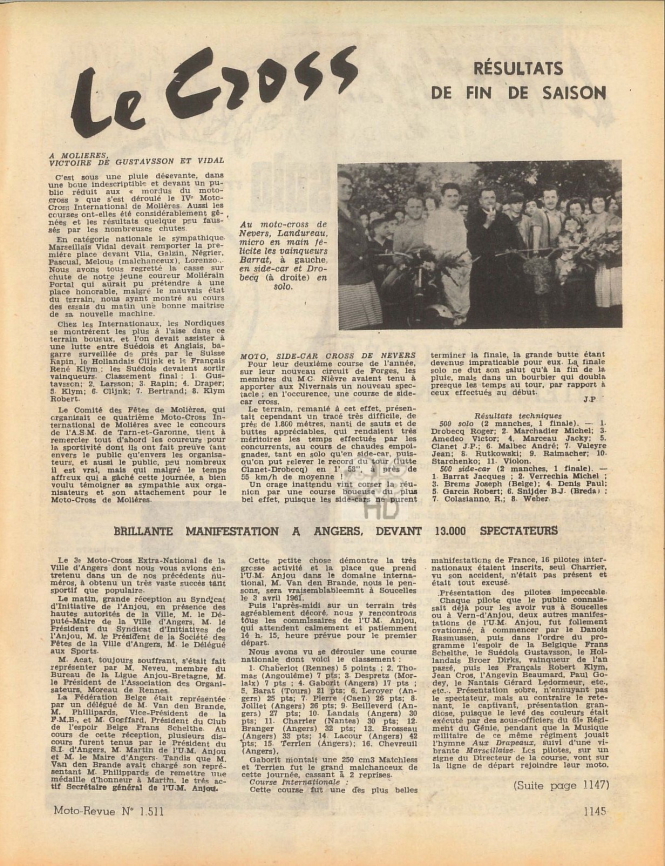 Le Cross
RÉSULTATS
DE FIN DE SAISON
A MOLIERES,
VICTOIRE DE GUSTAVSSON ET VIDAL
C'est sous une pluie décevante, dans
une boue indescriptible et devant un pu-
blic réduit aux « mordus du moto-
cross » que s'est déroulé le IVe Moto-
Cross International de Molières. Aussi les
courses ont-elles été considérablement gê-
nées et les résultats quelque peu faus-
sés par les nombreuses chutes.
En catégorie nationale le sympathique
Marseillais Vidal devait remporter la pre-
mière place devant Vila, Galzin, Négrier,
Pascual, Melous (malchanceux), Lorenzo...
Nous avons tous regretté la casse sur
chute de notre jeune coureur Moliérain
Portal qui aurait pu prétendre à une
place honorable, malgré le mauvais état
du terrain, nous ayant montré au cours
des essais du matin une bonne maîtrise
de sa nouvelle machine.
Chez les Internationaux, les Nordiques
se montrèrent les plus à l'aise dans ce
terrain boueux, et l'on devait assister à
une lutte entre Suédois et Anglais, ba-
garre surveillée de près par le Suisse
Rapin, le Hollandais Clijnk et le Français
René Klym ; les Suédois devaient sortir
vainqueurs. Classement final : 1. Gus-
tavsson; 2. Larsson; 3. Rapin; 4. Draper;
5. Klym; 6. Cilijnk; 7. Bertrand; 8. Klym
Robert.
Le Comité des Fêtes de Molières, qui
organisait ce quatrième Moto-Cross In-
ternational de Molières avec le concours
de l'A.S.M. de Tarn-et-Garonne, tient à
remercier tout d'abord les coureurs pour
la sportivité dont ils ont fait preuve tant
envers le public qu'envers les organisa-
teurs, et aussi le public, peu nombreux
il est vrai, mais qui malgré le temps
affreux qui a gâché cette journée, a bien
voulu témoigner sa sympathie aux or-
ganisateurs et son attachement pour le
Moto-Cross de Molières.
Au moto-cross de
Nevers, Landureau,
micro en main fé-
licite les vainqueurs
Barrat, à gauche,
en side-car et Dro-
becq (à droite) en
solo.
MOTO, SIDE-CAR CROSS DE NEVERS
Pour leur deuxième course de l'année,
sur leur nouveau circuit de Forges, les
membres du M.C. Nièvre avaient tenu à
apporter aux Nivernais un nouveau spec-
tacle ; en l'occurence, une course de side-
car cross.
Le terrain, remanié à cet effet, présen-
tait cependant un tracé très difficile, de
près de 1.800 mètres, nanti de sauts et de
buttes appréciables, qui rendaient très
méritoires les temps effectués par les
concurrents, au cours de chaudes empoi-
gnades, tant en solo qu'en side-car, puis-
qu'on put relever le record du tour (lutte
Clanet-Drobecq) en 1' 58", près de
55 km/h de moyenne !
Un orage inattendu vint corser la réu-
nion par une course toujours du plus
bel effet, puisque les side-cars ne purent
terminer la finale, la grande butte étant
devenue impraticable pour eux. La finale
solo ne dut son salut qu'à la fin de la
pluie, mais dans un bourbier qui doubla
presque les temps au tour, par rapport à
ceux effectués au début.
J.P
Résultats techniques
500 solo (2 manches, 1 finale). — 1.
Drobecq Roger; 2. Marchadier Michel; 3.
Amedeo Victor; 4. Marceau Jacky; 5.
Clanet J.P.; 6. Malbec André; 7. Valeyre
Jean; 8. Rutkowski; 9. Raimacher; 10.
Starchenko; 11. Violon.
500 side-car (2 manches, 1 finale). —
1 Barrat Jacques ; 2. Verrechia Michel ;
3. Brems Joseph (Belge); 4. Denis Paul;
5. Garcia Robert; 6. Snijder B.J. (Breda) ;
7. Colasianno, R.; 8. Weber.
BRILLANTE MANIFESTATION A ANGERS, DEVANT 13.000 SPECTATEURS
Le 3e Moto-Cross Extra-National de la
Ville d'Angers dont nous vous avions en-
tretenu dans un de nos précédents nu-
méros, a obtenu un très vaste succès tant
sportif que populaire.
Le matin, grande réception au Syndicat
d'Initiative de l'Anjou, en présence des
hautes autorités de la Ville, M. le Dé-
puté-Maire de la Ville d'Angers, M. le
Président du Syndicat d'Initiatives de
l'Anjou, M. le Président de la Société des
Fêtes de la Ville d'Angers, M. le Délégué
aux Sports.
M. Acat, toujours souffrant, s'était fait
représenter par M. Neveu, membre du
Bureau de la Ligue Anjou-Bretagne, M.
le Président de l'Association des Organi-
sateurs, Moreau de Rennes.
La Fédération Belge était représentée
par un délégué de M. Van den Brande,
M. Phillipards, Vice-Président de la
F.M.B., et M. Goeffard, Président du Club
de l'espoir Belge Frans Schelthe. Au
cours de cette réception, plusieurs dis-
cours furent tenus par le Président du
S.I. d'Angers, M. Martin de l'U.M. Anjou
et M. le Maire d'Angers. Tandis que M.
Van den Brande avait chargé son repré-
sentant M. Philippards de remettre une
médaille d'honneur à Martin, le très ac-
tif Secrétaire général de l'U.M. Anjou.
Cette petite chose démontra la très
grosse activité et la place que prend
l'U.M. Anjou dans le domaine interna-
tional, M. Van den Brande, nous le pen-
sons, sera vraisemblablement à Soucelles
le 3 avril 1961.
Puis l'après-midi sur un terrain très
agréablement décoré, nous y rencontrons
tous les commissaires de l'U.M. Anjou,
qui attendent calmement et patiemment
14 h. 15, heure prévue pour le premier
départ.
Nous avons vu se dérouler une course
nationale dont voici le classement :
1. Chaberlot (Rennes) 5 points ; 2. Tho-
mas (Angoulême) 7 pts; 3. Despretz (Mor-
laix) 7 pts ; 4. Gaborit (Angers) 17 pts ;
5. Barat (Tours) 21 pts; 6. Leroyer (An-
gers) 25 pts; 7. Pierre (Caen) 26 pts; 8.
Jolliet (Angers) 26 pts; 9. Beilleverd (An-
gers) 27 pts; 10. Landais (Angers) 30
pts; 11. Charrier (Nantes) 30 pts; 12.
Branger (Angers) 32 pts; 13. Brosseau
(Angers) 33 pts; 14. Lacour (Angers) 42
pts; 15. Terrien (Angers); 16. Chevreuil
(Angers).
Gaborit montait une 250 cm3 Matchless
et Terrien fut le grand malchanceux de
cette journée, cassant à 2 reprises.
Course Internationale :
Cette course fut une des plus belles
manifestations de France, 16 pilotes inter-
nationaux étaient inscrits, seul Charrier,
vu son accident, n'était pas présent et
était tout excusé.
Présentation des pilotes impeccable.
Chaque pilote que le public connais-
sait déjà pour les avoir vus à Soucelles
ou à Vern-d'Anjou, deux autres manifes-
tations de l'U.M. Anjou, fut follement
ovationné, à commencer par le Danois
Rasmussen, puis dans l'ordre du pro-
gramme l'espoir de la Belgique Frans
Scheithe, le Suédois Gustavsson, le Hol-
landais Broer Dirks, vainqueur de l'an
passé, puis les Français Robert Klym,
Jean Cros, l'Angevin Beaumard, Paul Go-
dey, le Nantais Gérard Ledormeur, etc.,
etc... Présentation sobre, n'ennuyant pas
le spectateur, mais au contraire le rete-
nant, le captivant, présentation gran-
diose, puisque le levé des couleurs était
exécuté par des sous-officiers du 61e Régi-
ment du Génie, pendant que la Musique
militaire de ce même régiment jouait
l'hymne Aux Drapeaux, suivi d'une vi-
brante Marseillaise. Les pilotes, sur un
signe du Directeur de la course, vont sur
la ligne de départ rejoindre leur moto.
(Suite page 1147)
Moto-Revue N° 1.511
1145
HD